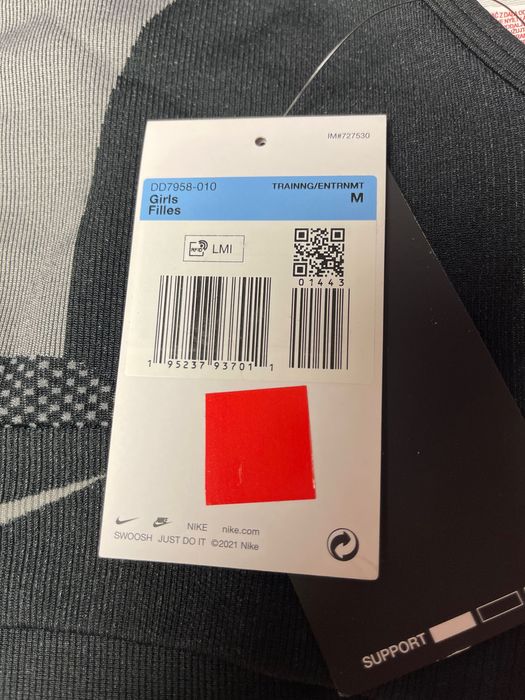 IM#727530
DD7958-010
TRAINNG/ENTRNMT
Girls
M
Filles
RFID
LMI
01443
1 95237 93701 1
NIKE nike.com
SWOOSH JUST DO IT ©2021 Nike
SUPPORT